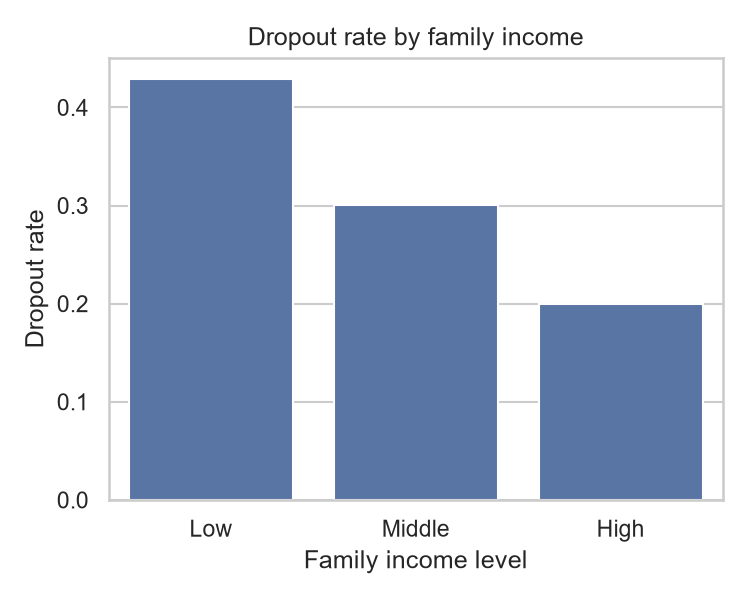 Dropout rate by family income
Dropout rate
0.4
0.3
0.2
0.1
0.0
Low Middle High
Family income level